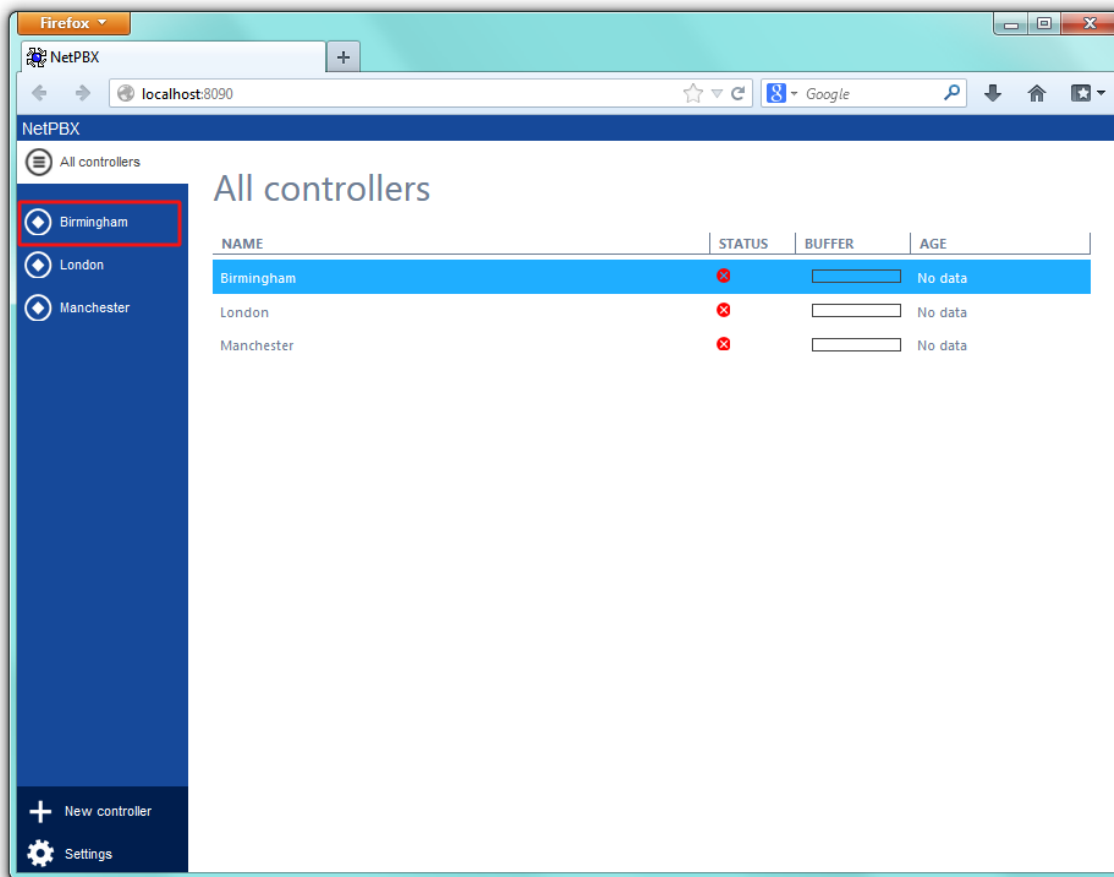 Firefox
NetPBX
localhost:8090
Google
NetPBX
All controllers
Birmingham
London
Manchester
New controller
Settings
All controllers
NAME STATUS BUFFER AGE
Birmingham No data
London No data
Manchester No data